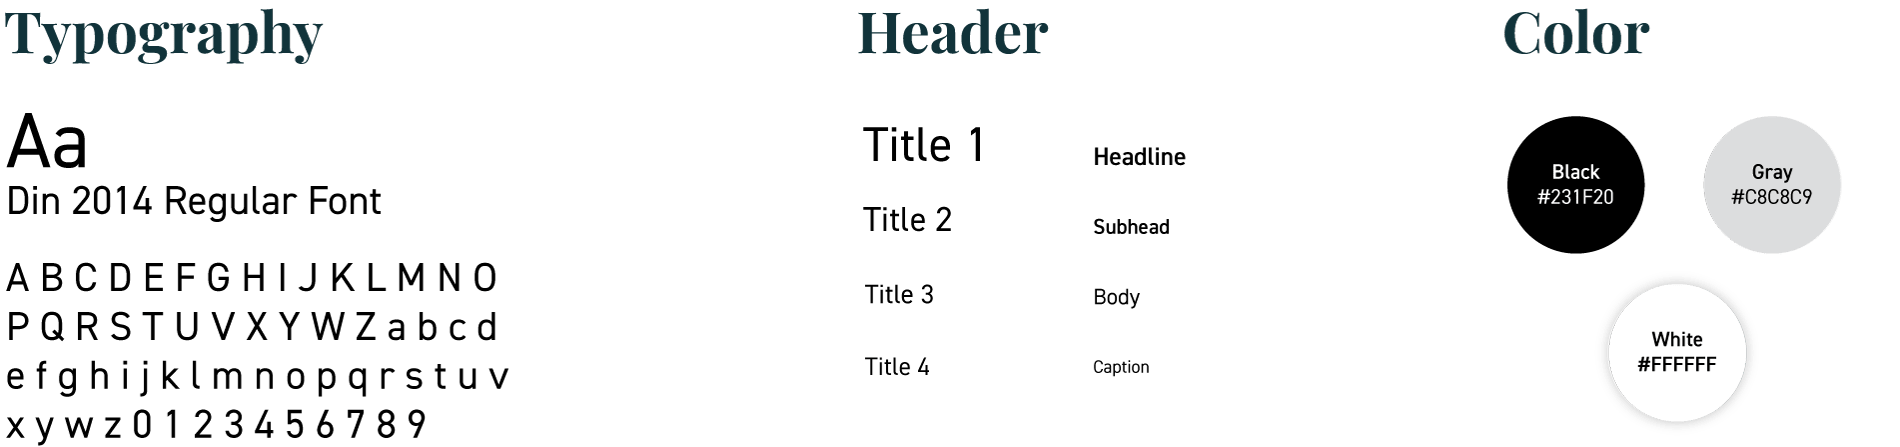 Typography
Aa
Din 2014 Regular Font
A B C D E F G H I J K L M N O
P Q R S T U V X Y W Z a b c d
e f g h i j k l m n o p q r s t u v
x y w z 0 1 2 3 4 5 6 7 8 9
Header
Title 1
Headline
Title 2
Subhead
Title 3
Body
Title 4
Caption
Color
Black
#231F20
Gray
#C8C8C9
White
#FFFFFF